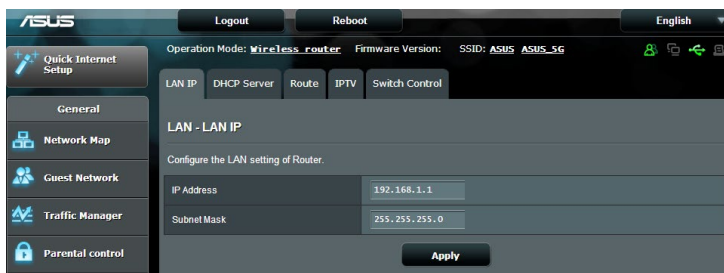 ASUS
Logout
Reboot
English
Quick Internet Setup
Operation Mode: Wireless router Firmware Version: SSID: ASUS ASUS_5G
LAN IP DHCP Server Route IPTV Switch Control
General
Network Map
Guest Network
Traffic Manager
Parental control
LAN - LAN IP
Configure the LAN setting of Router.
IP Address 192.168.1.1
Subnet Mask 255.255.255.0
Apply